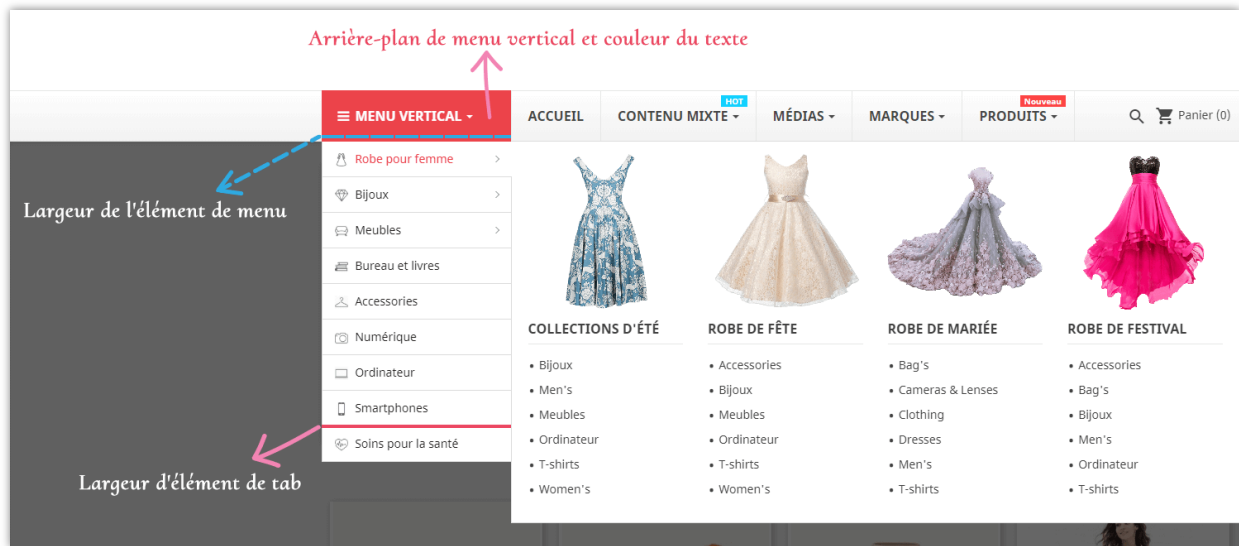 Arrière-plan de menu vertical et couleur du texte
HOT
Nouveau
MENU VERTICAL
ACCUEIL
CONTENU MIXTE
MÉDIAS
MARQUES
PRODUITS
Panier (0)
Robe pour femme
Bijoux
Meubles
Bureau et livres
Accessories
Numérique
Ordinateur
Smartphones
Soins pour la santé
Largeur de l'élément de menu
Largeur d'élément de tab
COLLECTIONS D'ÉTÉ
• Bijoux
• Men's
• Meubles
• Ordinateur
• T-shirts
• Women's
ROBE DE FÊTE
• Accessories
• Bijoux
• Meubles
• Ordinateur
• T-shirts
• Women's
ROBE DE MARIÉE
• Bag's
• Cameras & Lenses
• Clothing
• Dresses
• Men's
• T-shirts
ROBE DE FESTIVAL
• Accessories
• Bag's
• Bijoux
• Men's
• Ordinateur
• T-shirts